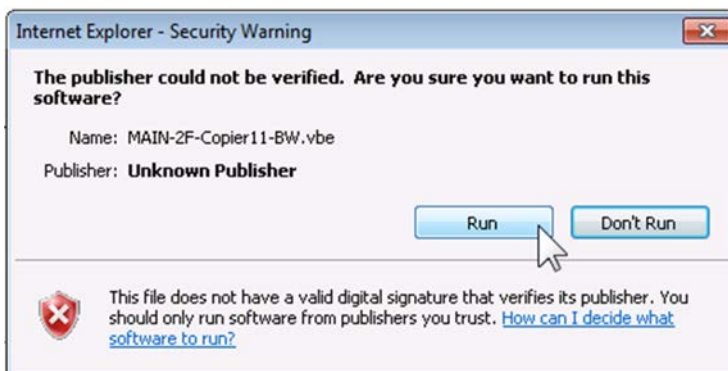 Internet Explorer - Security Warning
The publisher could not be verified.  Are you sure you want to run this
software?
Name: MAIN-2F-Copier11-BW.vbe
Publisher: Unknown Publisher
Run
Don't Run
This file does not have a valid digital signature that verifies its publisher. You
should only run software from publishers you trust. How can I decide what
software to run?